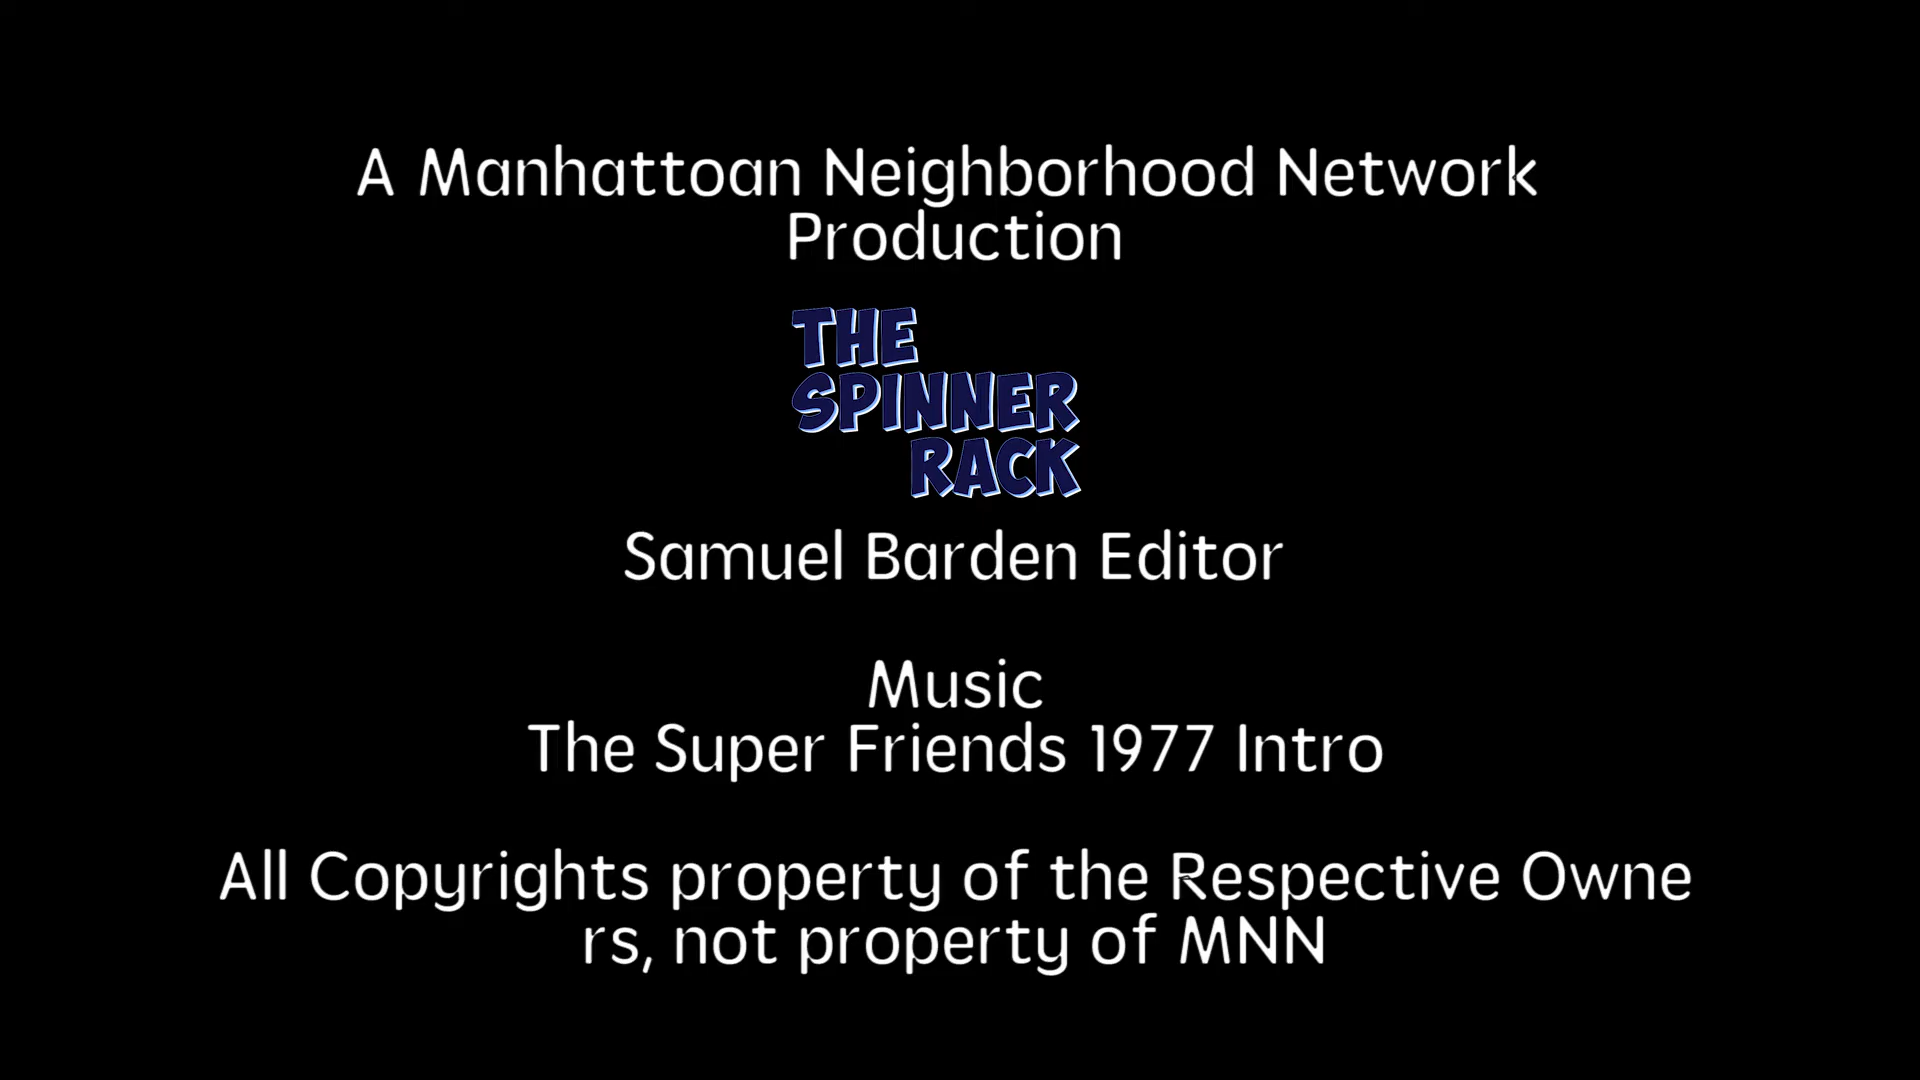 A Manhattoan Neighborhood Network
Production
THE
SPINNER
RACK
Samuel Barden Editor
Music
The Super Friends 1977 Intro
All Copyrights property of the Respective Owne
rs, not property of MNN